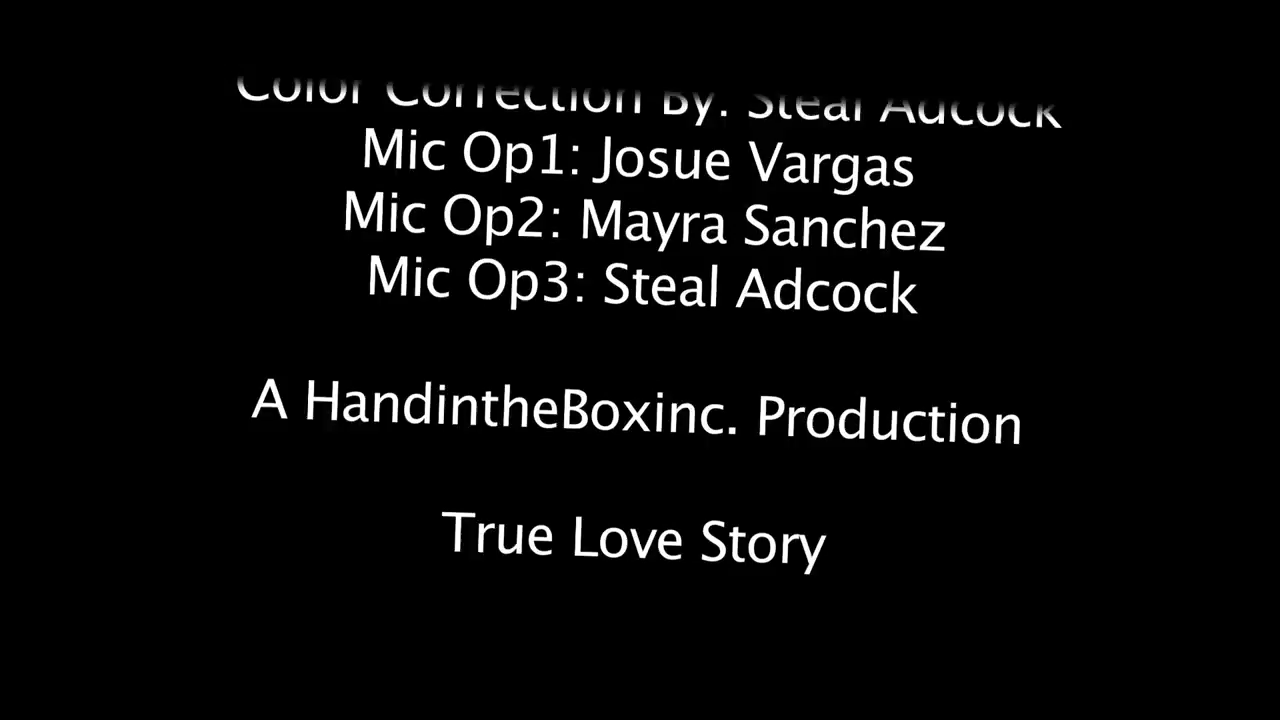 Color Correction By: Steal Adcock
Mic Op1: Josue Vargas
Mic Op2: Mayra Sanchez
Mic Op3: Steal Adcock
A HandintheBoxinc. Production
True Love Story